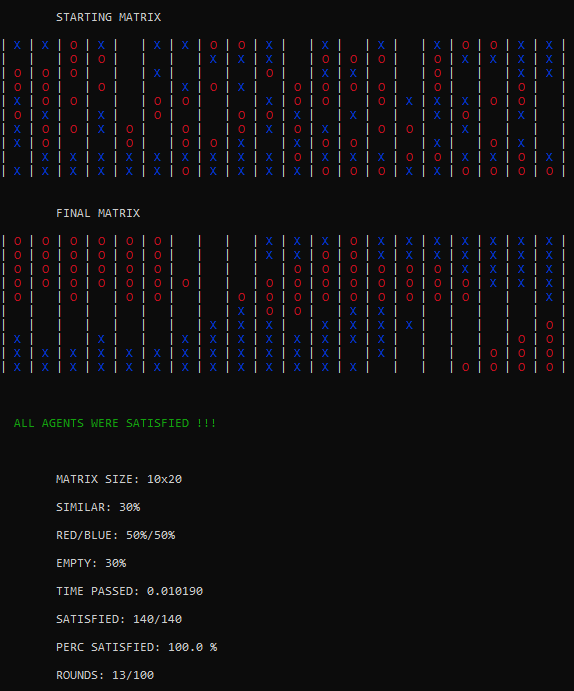 STARTING MATRIX
| X | X | O | X |   | X | X | O | O | X |   | X |   | X |   | X | O | O | O | X |
|   |   | O | O |   |   |   | X | X | X |   | O | O | O |   | O | X | X | X | X |
| O | O | O |   |   | X |   |   |   | O |   | X | X |   |   | O |   |   | X | X |
| O | O |   | O |   |   | X | O | X |   | O | O | O | O |   | O |   |   | O |   |
| X | O | O |   |   | O | O |   |   | X | O | O | O | O | X | X | X | O | O |   |
| O | X |   | X |   | O |   |   | O | O | X |   | X |   |   |   |   |   | X |   |
| X | O | O | X | O |   | O |   | O | X | O | X |   | O | O |   | X |   |   |   |
| X | O |   |   | O |   | O | O | X | O | O |   |   | X |   |   |   | O | X |   |
| X | X | X | X | X | X | X | O | X | X | O | X | X | X | O | O | X | O | O | X |
| X | X | X | X | X | X | O | X | X | X | O | X | O | O | X | X | O | O | O | O |
FINAL MATRIX
| O | O | O | O | O | O |   |   |   | X | X | X | O | X | X | X | X | X | X | X |
| O | O | O | O | O | O |   |   |   | X | X | O | O | O | X | X | X | X | X | X |
| O | O | O | O | O | O |   |   |   |   | O | O | O | O | O | O | X | X | X | X |
| O | O | O | O | O | O | O |   |   | O | O | O | O | O | O | O | O | X | X | X |
| O |   | O |   | O | O |   |   | O | O | O | O | O | O | O | O | O |   |   | X |
|   |   |   |   |   |   |   |   | X | O | O |   | X | X |   |   |   |   |   |   |
|   |   |   |   |   |   |   | X | X | X | X | X | X | X | X |   |   |   |   | O |
| X |   |   | X |   |   | X | X | X | X | X | X | X | X |   |   |   |   | O | O |
| X | X | X | X | X | X | X | X | X | X | X | X | X | X |   |   |   | O | O | O |
| X | X | X | X | X | X | X | X | X | X | X | X | X |   |   |   | O | O | O | O |
ALL AGENTS WERE SATISFIED !!!
MATRIX SIZE: 10x20
SIMILAR: 30%
RED/BLUE: 50%/50%
EMPTY: 30%
TIME PASSED: 0.010190
SATISFIED: 140/140
PERC SATISFIED: 100.0 %
ROUNDS: 13/100